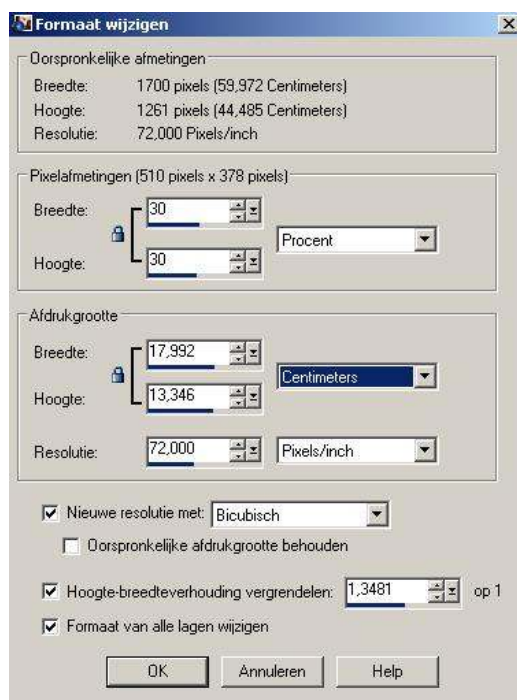 Formaat wijzigen
Oorspronkelijke afmetingen
Breedte: 1700 pixels (59,972 Centimeters)
Hoogte: 1261 pixels (44,485 Centimeters)
Resolutie: 72,000 Pixels/inch
Pixelafmetingen (510 pixels x 378 pixels)
Breedte: 30
Procent
Hoogte: 30
Afdrukgrootte
Breedte: 17,992
Centimeters
Hoogte: 13,346
Resolutie: 72,000 Pixels/inch
Nieuwe resolutie met: Bicubisch
Oorspronkelijke afdrukgrootte behouden
Hoogte-breedteverhouding vergrendelen: 1,3481 op 1
Formaat van alle lagen wijzigen
OK Annuleren Help